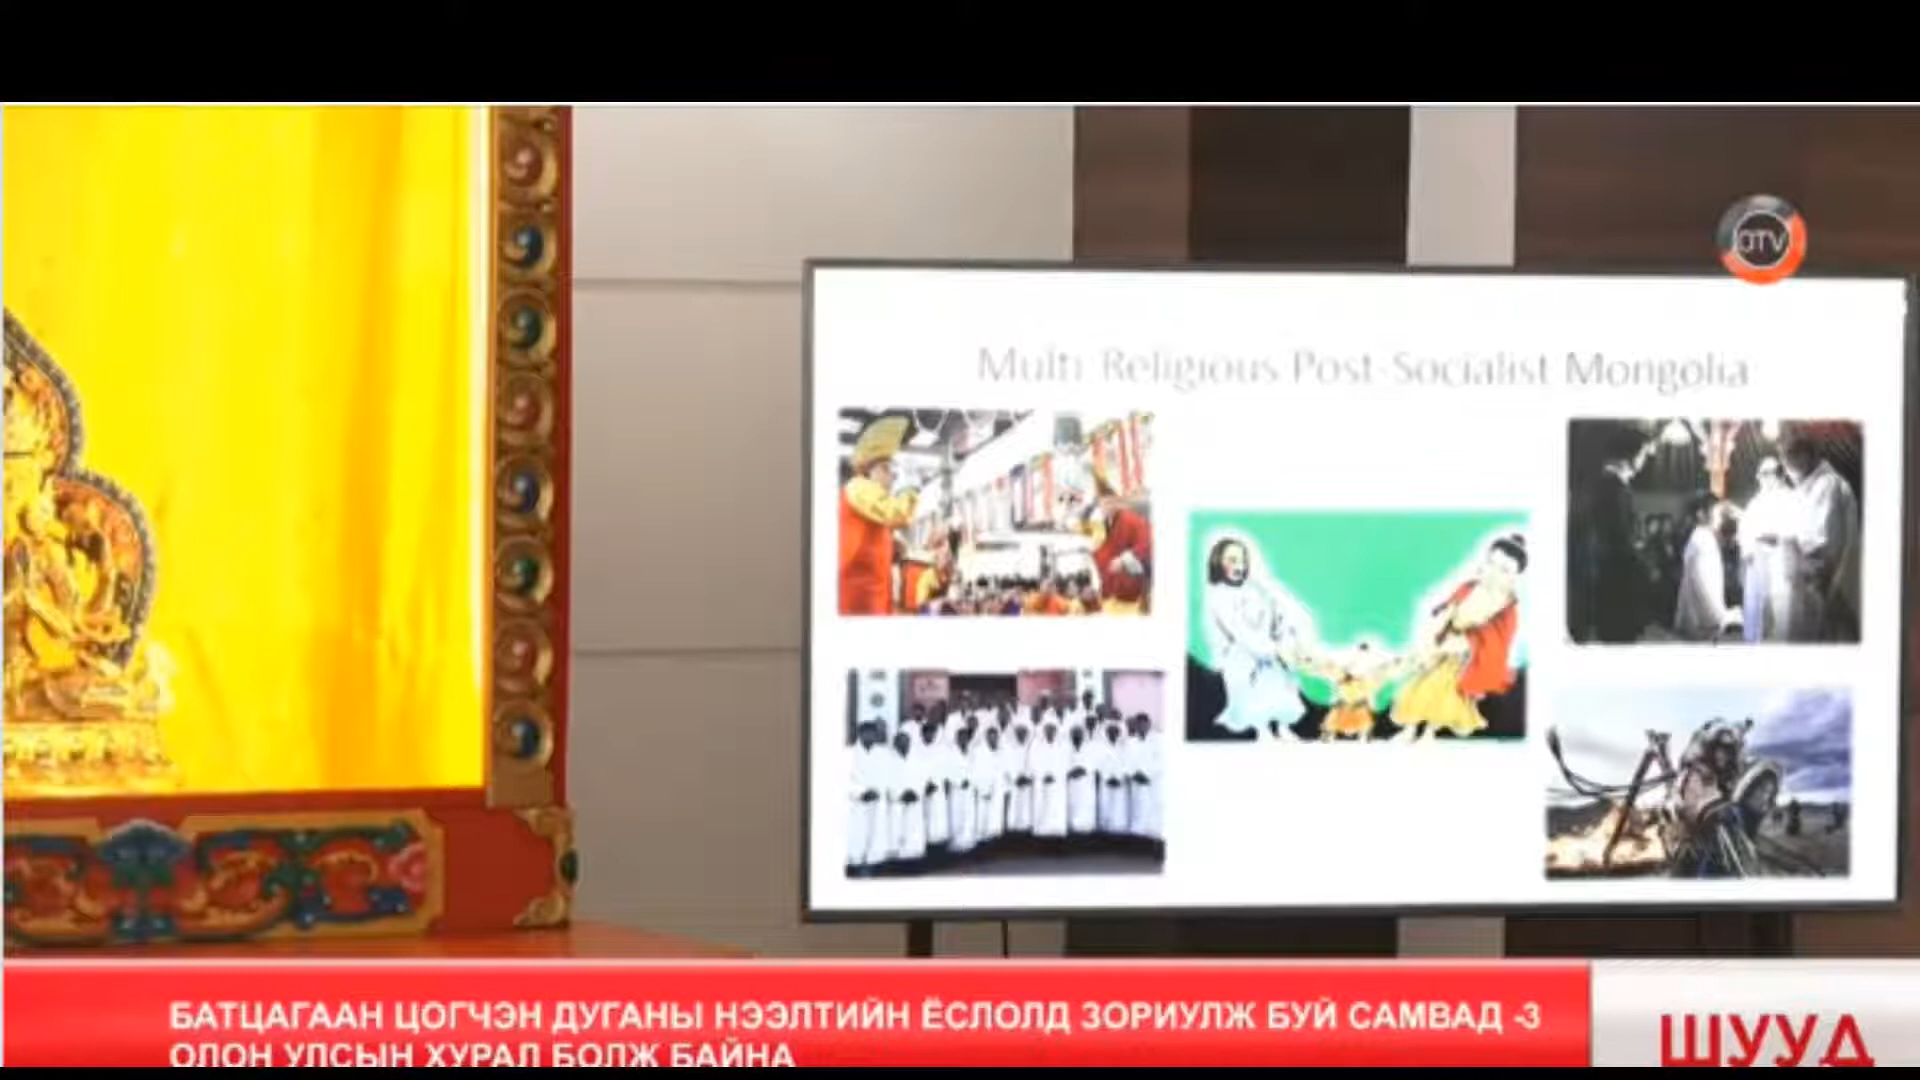 OTV
Multi-Religious Post-Socialist Mongolia
БАТЦАГААН ЦОГЧЭН ДУГАНЫ НЭЭЛТИЙН ЁСЛОЛД ЗОРИУЛЖ БУЙ САМВАД -3
ОЛОН УЛСЫН ХУРАЛ БОЛЖ БАЙНА
ШУУД